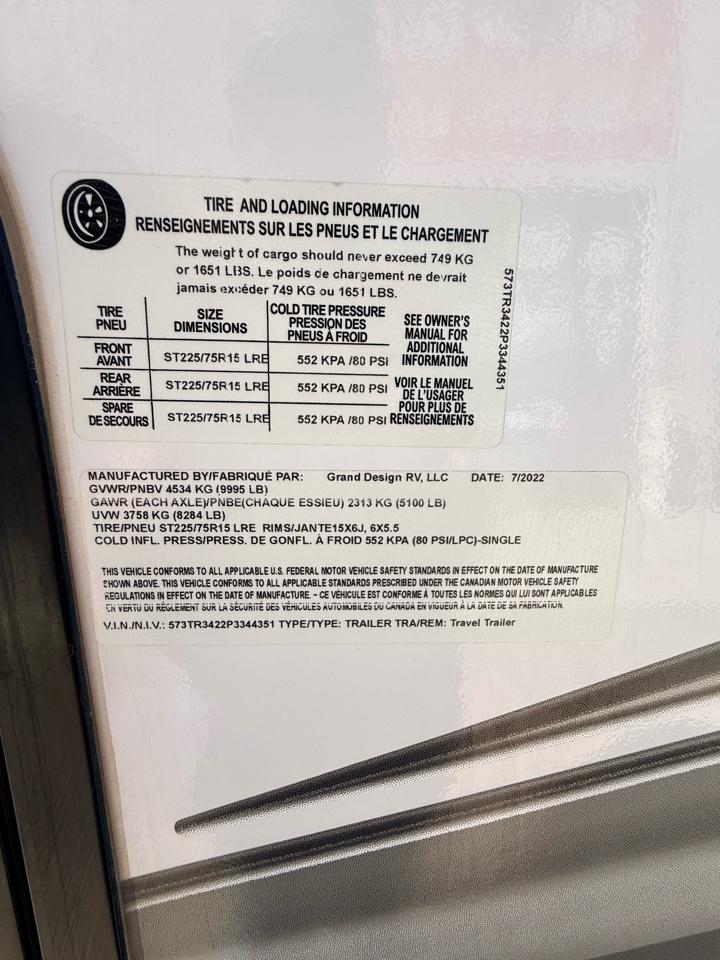 TIRE AND LOADING INFORMATION
RENSEIGNEMENTS SUR LES PNEUS ET LE CHARGEMENT
The weight of cargo should never exceed 749 KG
or 1651 LBS. Le poids de chargement ne devrait
jamais excéder 749 KG ou 1651 LBS.
TIRE PNEU
SIZE DIMENSIONS
COLD TIRE PRESSURE PRESSION DES PNEUS À FROID
FRONT AVANT ST225/75R15 LRE 552 KPA /80 PSI
REAR ARRIÈRE ST225/75R15 LRE 552 KPA /80 PSI
SPARE DE SECOURS ST225/75R15 LRE 552 KPA /80 PSI
SEE OWNER'S
MANUAL FOR
ADDITIONAL
INFORMATION
VOIR LE MANUEL
DE L'USAGER
POUR PLUS DE
RENSEIGNEMENTS
573TR3422P3344351
MANUFACTURED BY/FABRIQUÉ PAR: Grand Design RV, LLC DATE: 7/2022
GVWR/PNBV 4534 KG (9995 LB)
GAWR (EACH AXLE)/PNBE(CHAQUE ESSIEU) 2313 KG (5100 LB)
UVW 3758 KG (8284 LB)
TIRE/PNEU ST225/75R15 LRE RIMS/JANTE15X6J, 6X5.5
COLD INFL. PRESS/PRESS. DE GONFL. À FROID 552 KPA (80 PSI/LPC)-SINGLE
THIS VEHICLE CONFORMS TO ALL APPLICABLE U.S. FEDERAL MOTOR VEHICLE SAFETY STANDARDS IN EFFECT ON THE DATE OF MANUFACTURE
SHOWN ABOVE. THIS VEHICLE CONFORMS TO ALL APPLICABLE STANDARDS PRESCRIBED UNDER THE CANADIAN MOTOR VEHICLE SAFETY
REGULATIONS IN EFFECT ON THE DATE OF MANUFACTURE. - CE VÉHICULE EST CONFORME À TOUTES LES NORMES QUI LUI SONT APPLICABLES
EN VERTU DU RÈGLEMENT SUR LA SÉCURITÉ DES VÉHICULES AUTOMOBILES DU CANADA EN VIGUEUR À LA DATE DE SA FABRICATION.
V.I.N./N.I.V.: 573TR3422P3344351 TYPE/TYPE: TRAILER TRA/REM: Travel Trailer